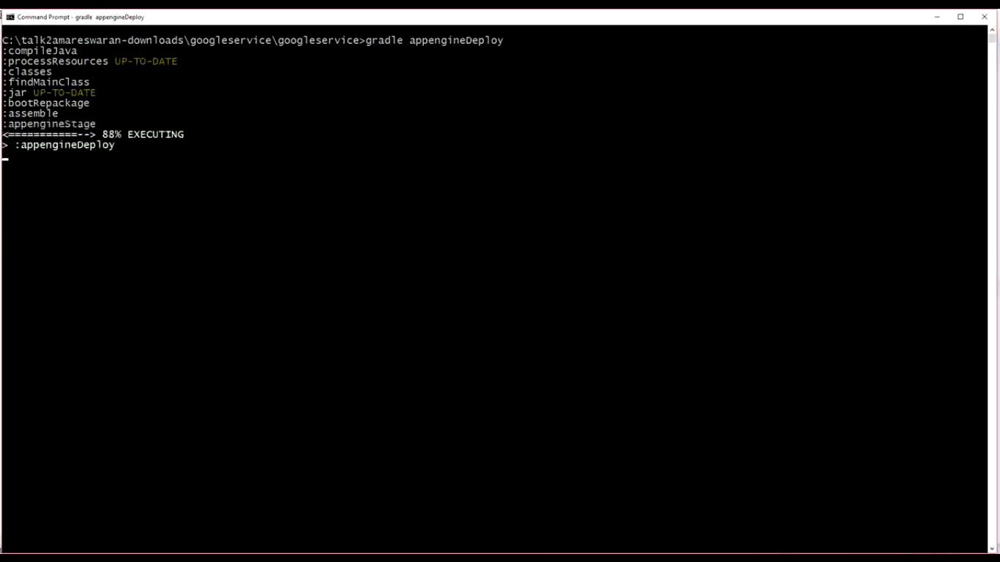 Command Prompt - gradle appengineDeploy
C:\talk2amareswaran-downloads\googleservice\googleservice>gradle appengineDeploy
:compileJava
:processResources UP-TO-DATE
:classes
:findMainClass
:jar UP-TO-DATE
:bootRepackage
:assemble
:appengineStage
<===========--> 88% EXECUTING
> :appengineDeploy